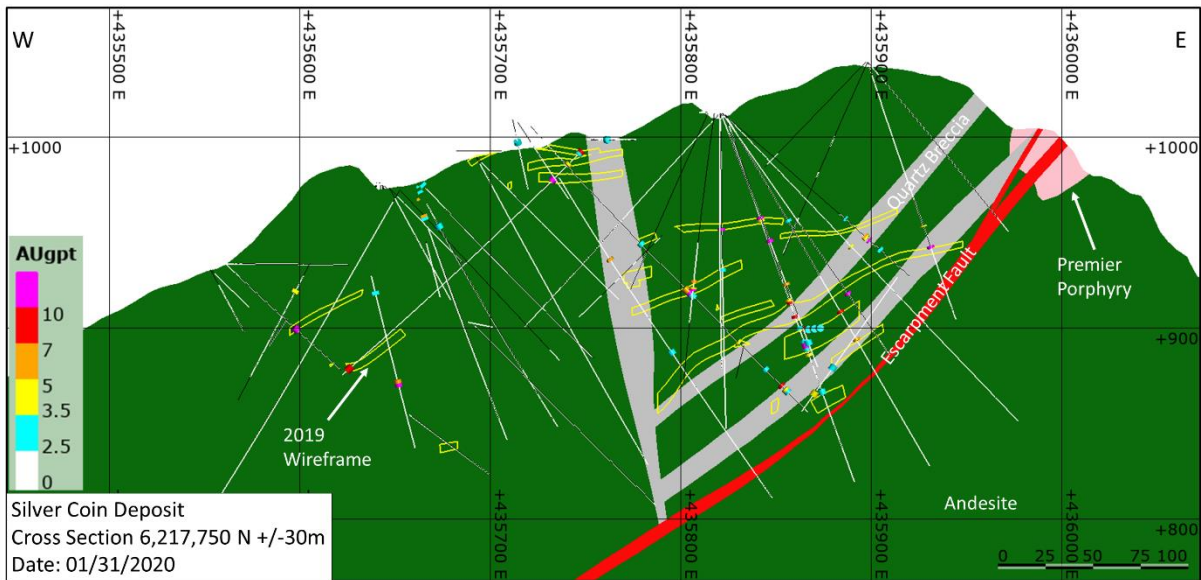 W
E
+435500 E
+435600 E
+435700 E
+435800 E
+435900 E
+436000 E
+1000
+1000
Quartz Breccia
AUgpt
10
7
5
3.5
2.5
0
Premier
Porphyry
Escarpment Fault
+900
2019
Wireframe
Andesite
+800
Silver Coin Deposit
Cross Section 6,217,750 N +/-30m
Date: 01/31/2020
+435700 E
+435800 E
+435900 E
+436000 E
0 25 50 75 100